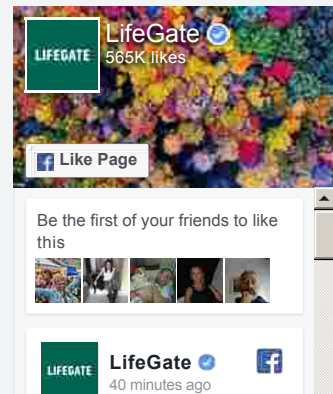 LifeGate
LIFEGATE
565K likes
Like Page
Be the first of your friends to like
this
LIFEGATE
LifeGate
40 minutes ago